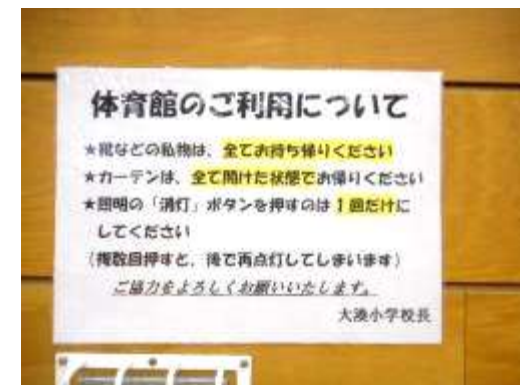 体育館のご利用について
★靴などの私物は、全てお持ち帰りください
★カーテンは、全て開けた状態でお帰りください
★照明の「消灯」ボタンを押すのは1回だけに
してください
(複数回押すと、後で再点灯してしまいます)
ご協力をよろしくお願いいたします。
大湊小学校長